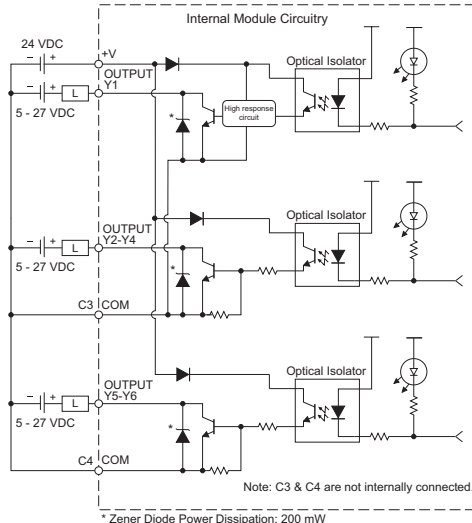 Internal Module Circuitry
24 VDC
− +
+V
OUTPUT
Y1
− +
L
5 - 27 VDC
*
High response
circuit
Optical Isolator
OUTPUT
Y2-Y4
− +
L
5 - 27 VDC
*
Optical Isolator
C3 COM
OUTPUT
Y5-Y6
− +
L
5 - 27 VDC
*
Optical Isolator
C4 COM
Note: C3 & C4 are not internally connected.
* Zener Diode Power Dissipation: 200 mW